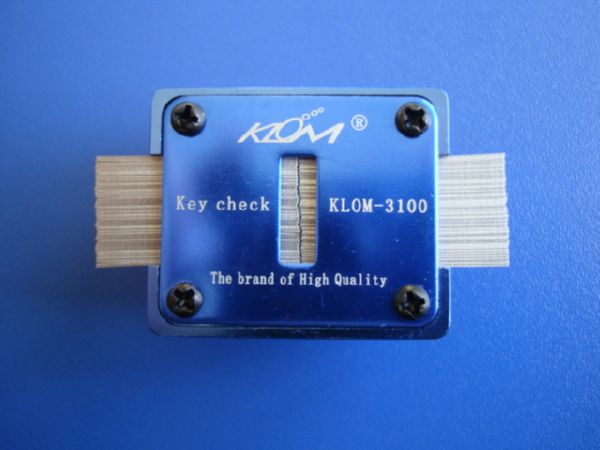 KLOM®
Key check KLOM-3100
The brand of High Quality